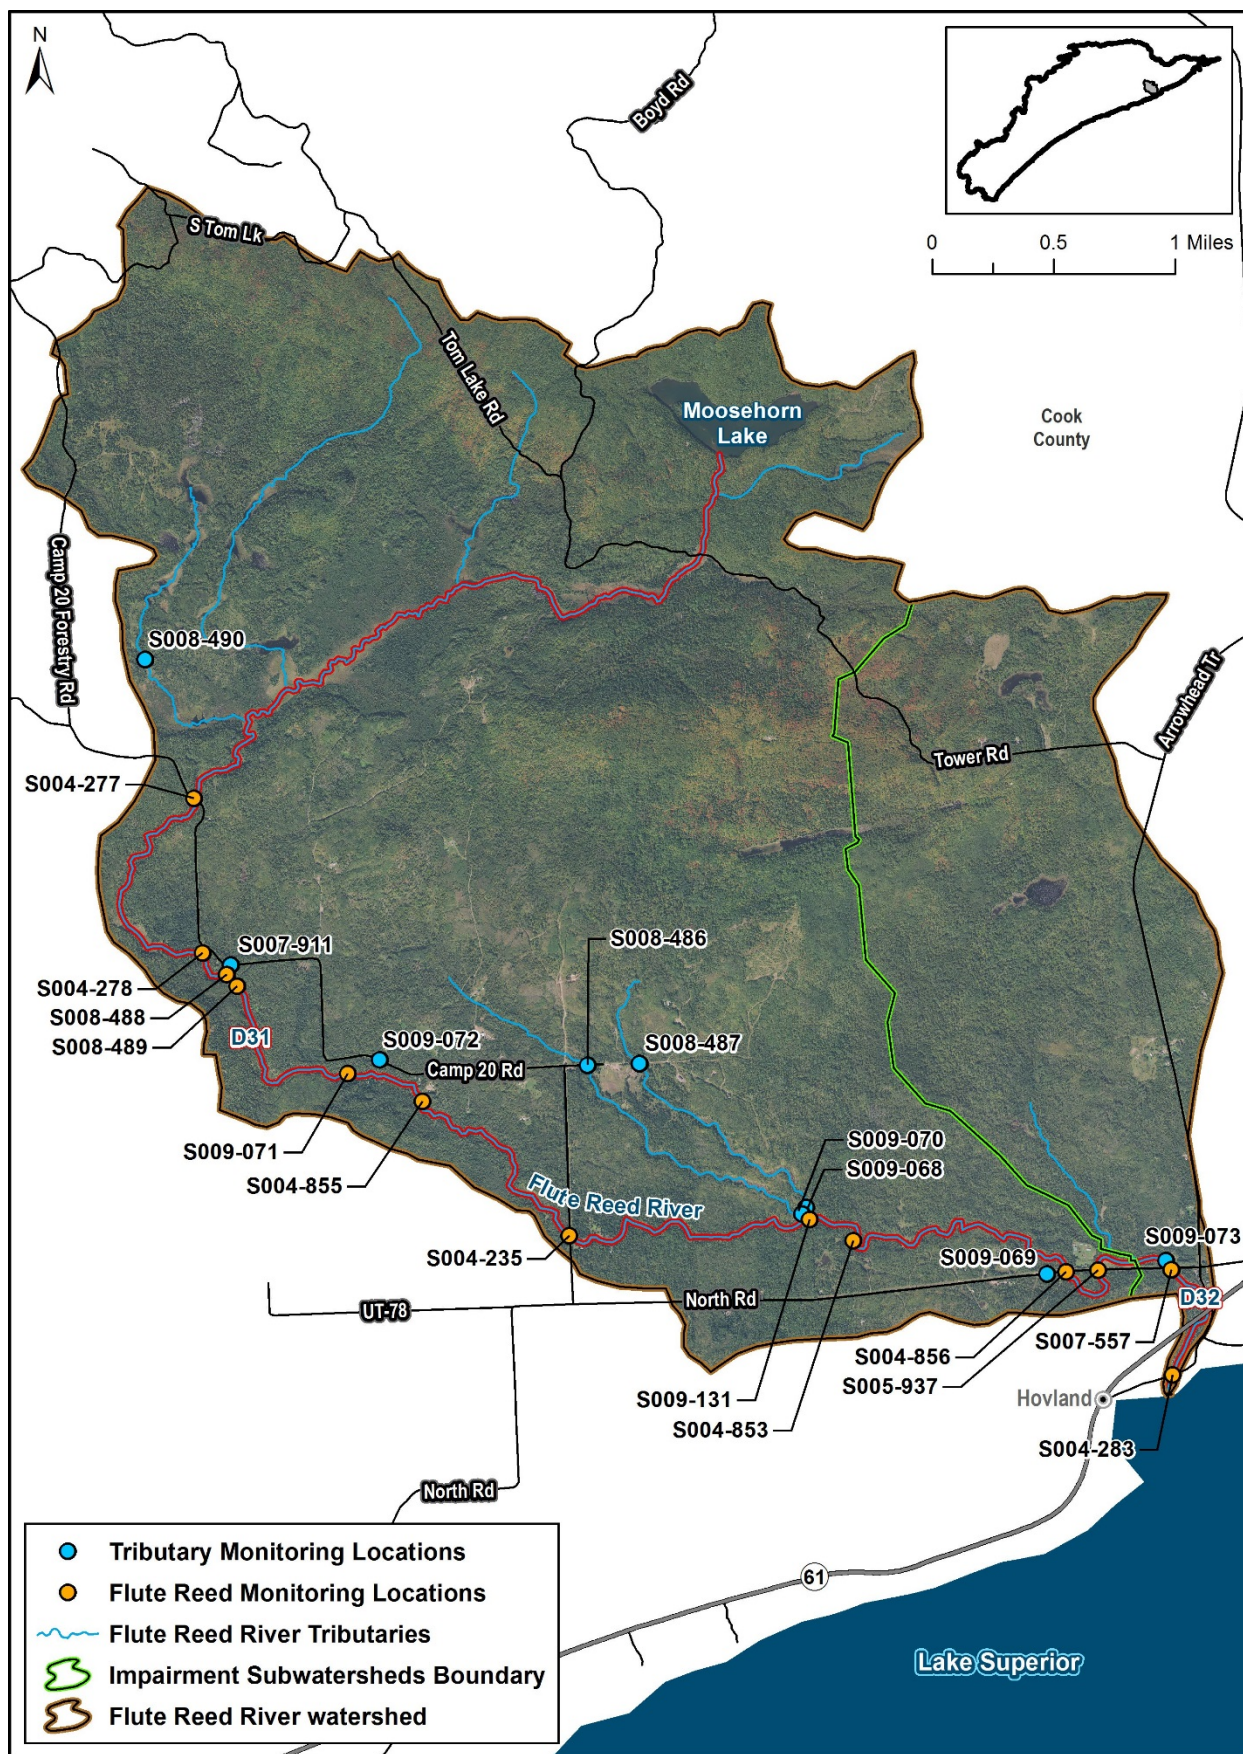 N
Boyd Rd
S Tom Lk
0 0.5 1 Miles
Tom Lake Rd
Moosehorn
Lake
Cook
County
Camp 20 Forestry Rd
S008-490
Arrowhead Tr
Tower Rd
S004-277
S008-486
S007-911
S004-278
S008-488
S008-489
D31
S009-072
S008-487
Camp 20 Rd
S009-071
S004-855
S009-070
S009-068
Flute Reed River
S004-235
S009-069
S009-073
UT-78
North Rd
D32
S007-557
S004-856
S005-937
S009-131
S004-853
Hovland
S004-283
North Rd
61
Lake Superior
Tributary Monitoring Locations
Flute Reed Monitoring Locations
Flute Reed River Tributaries
Impairment Subwatersheds Boundary
Flute Reed River watershed